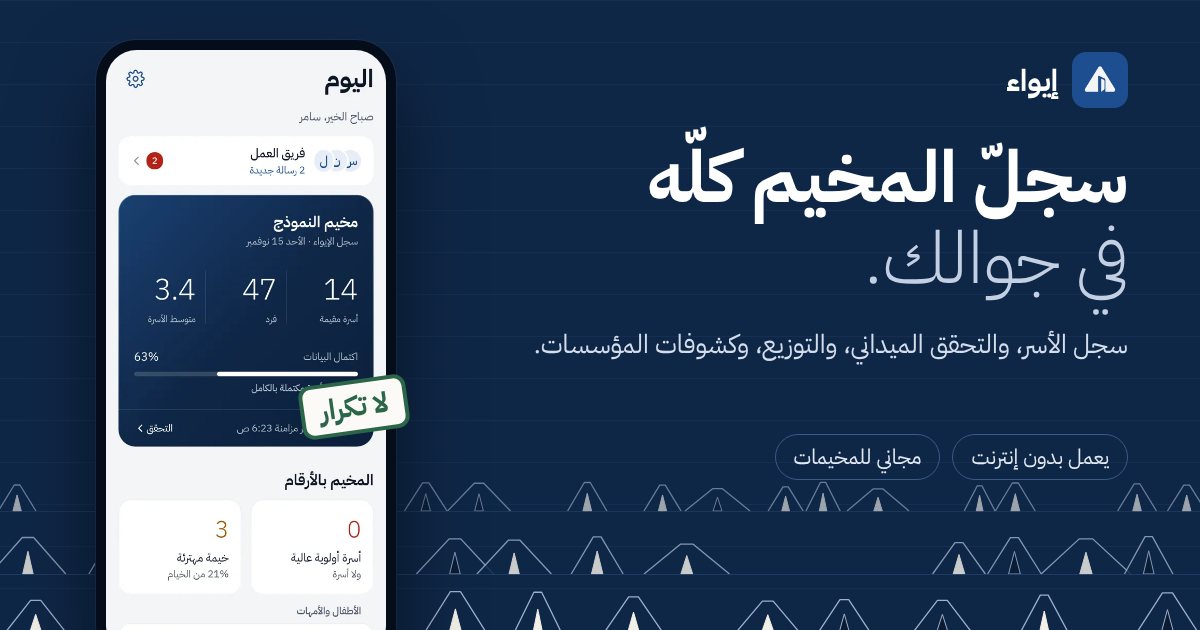 إيواء
سجلّ المخيم كلّه
في جوالك.
سجل الأسر، والتحقق الميداني، والتوزيع، وكشوفات المؤسسات.
يعمل بدون إنترنت
مجاني للمخيمات
اليوم
صباح الخير، سامر
س ن ل
فريق العمل
2 رسالة جديدة
2
مخيم النموذج
سجل الإيواء · الأحد 15 نوفمبر
14 47 3.4
أسرة مقيمة فرد متوسط الأسرة
اكتمال البيانات 63%
مكتملة بالكامل
لا تكرار
مزامنة 6:23 ص
التحقق
المخيم بالأرقام
0
أسرة أولوية عالية
ولا أسرة
3
خيمة مهترئة
21% من الخيام
الأطفال والأمهات